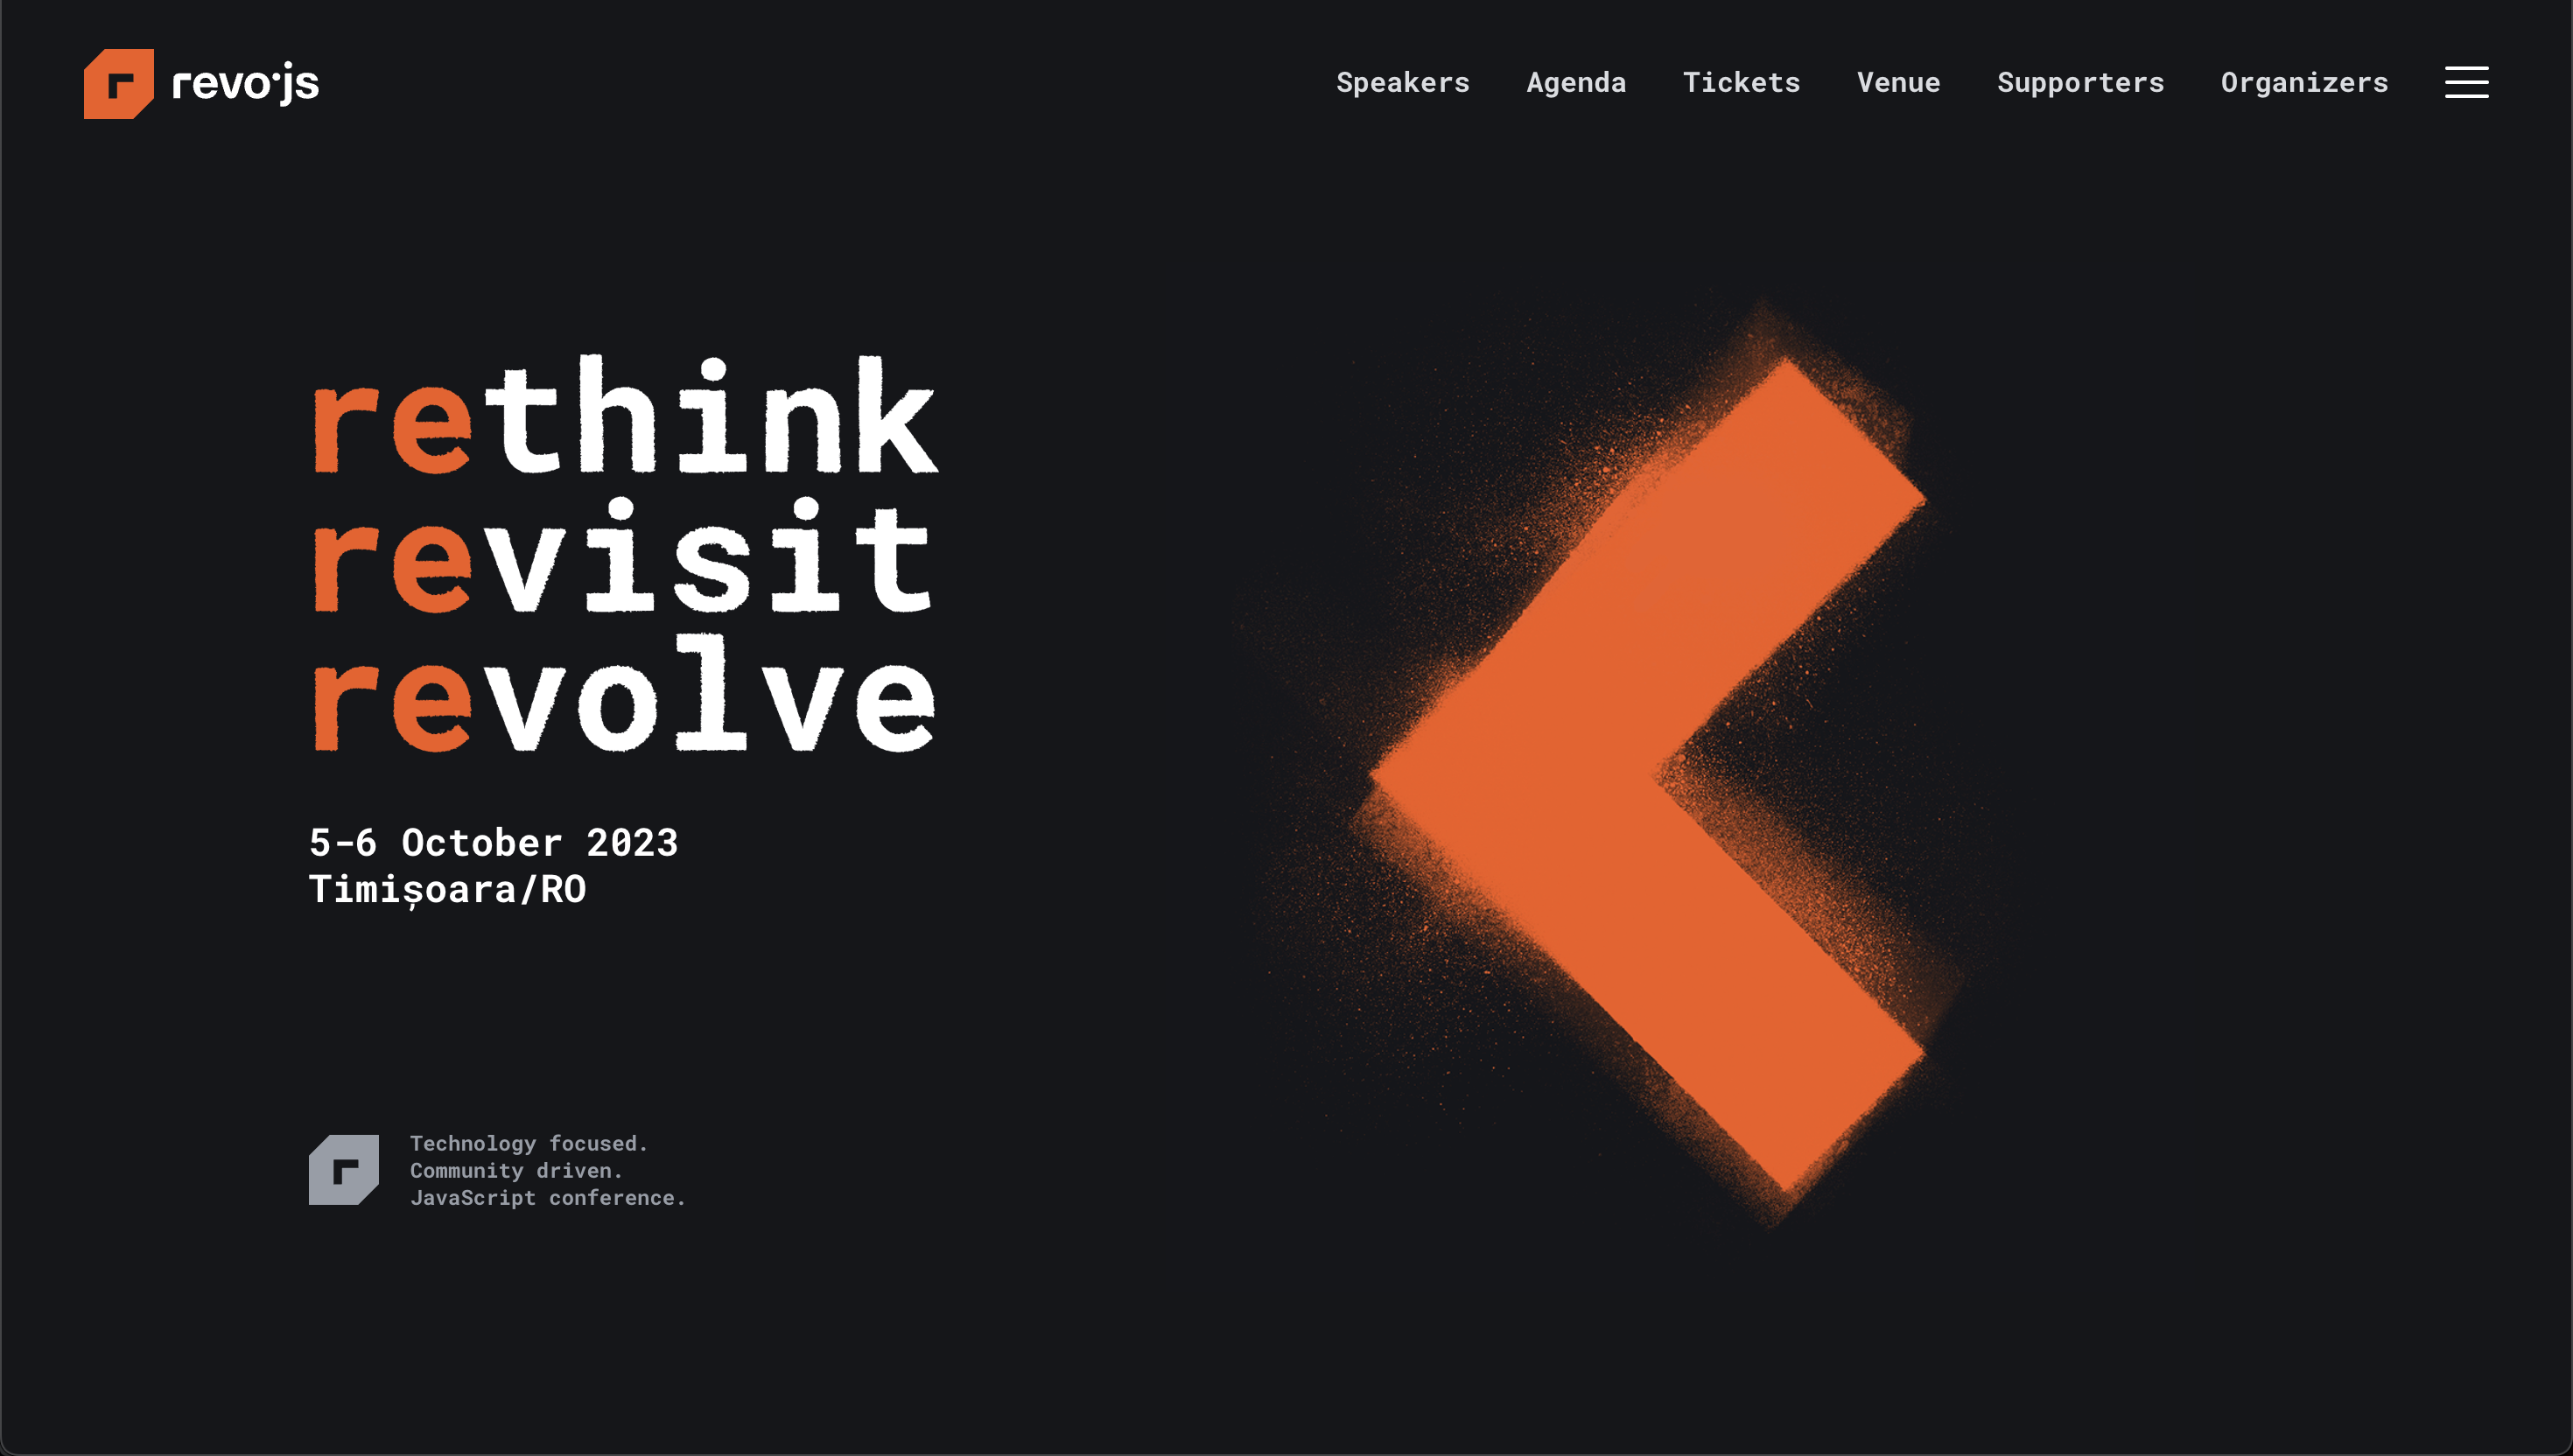 revo·js
Speakers Agenda Tickets Venue Supporters Organizers
rethink
revisit
revolve
5-6 October 2023
Timișoara/RO
Technology focused.
Community driven.
JavaScript conference.